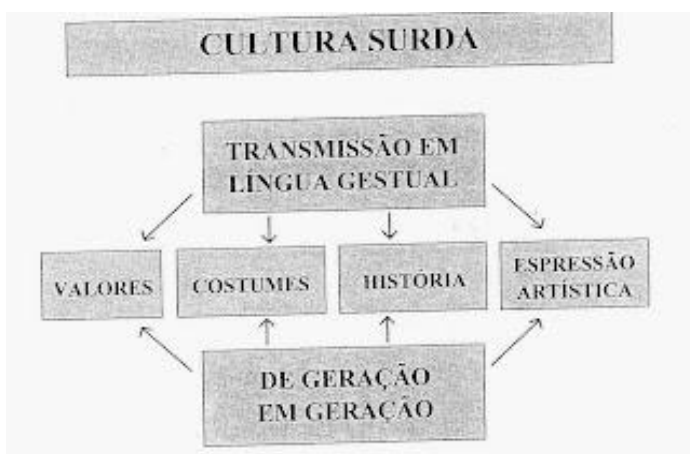 CULTURA SURDA
TRANSMISSÃO EM
LÍNGUA GESTUAL
VALORES
COSTUMES
HISTÓRIA
ESPRESSÃO
ARTÍSTICA
DE GERAÇÃO
EM GERAÇÃO